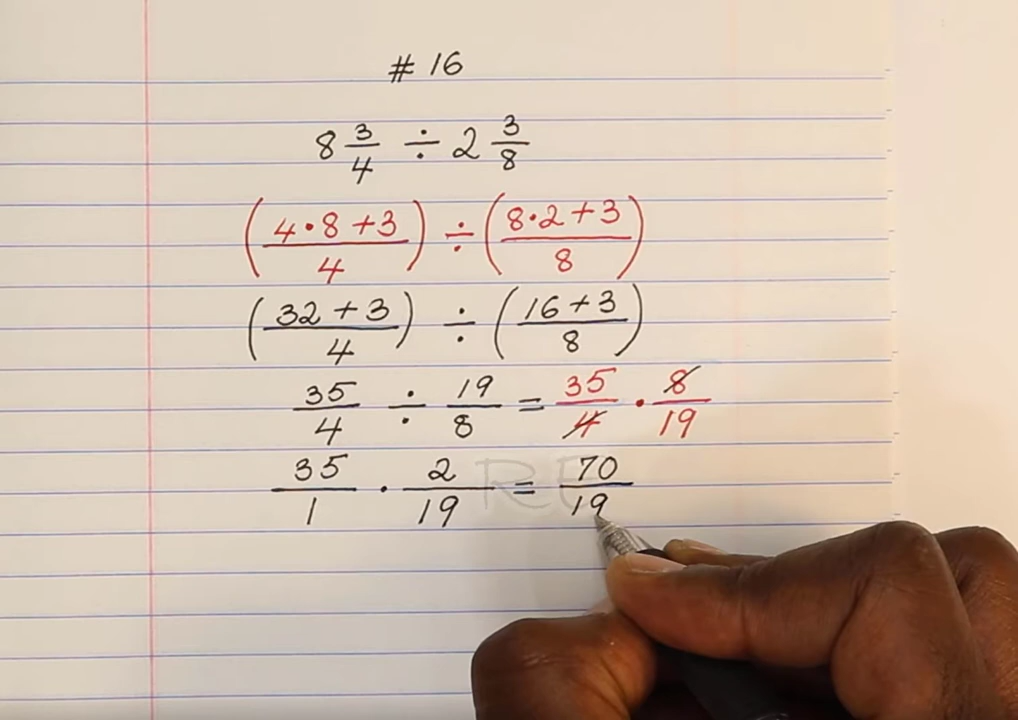 # 16
8 3/4 ÷ 2 3/8
(4·8+3 / 4) ÷ (8·2+3 / 8)
(32+3 / 4) ÷ (16+3 / 8)
35/4 ÷ 19/8 = 35/4 · 8/19
35/1 · 2/19 = 70/19